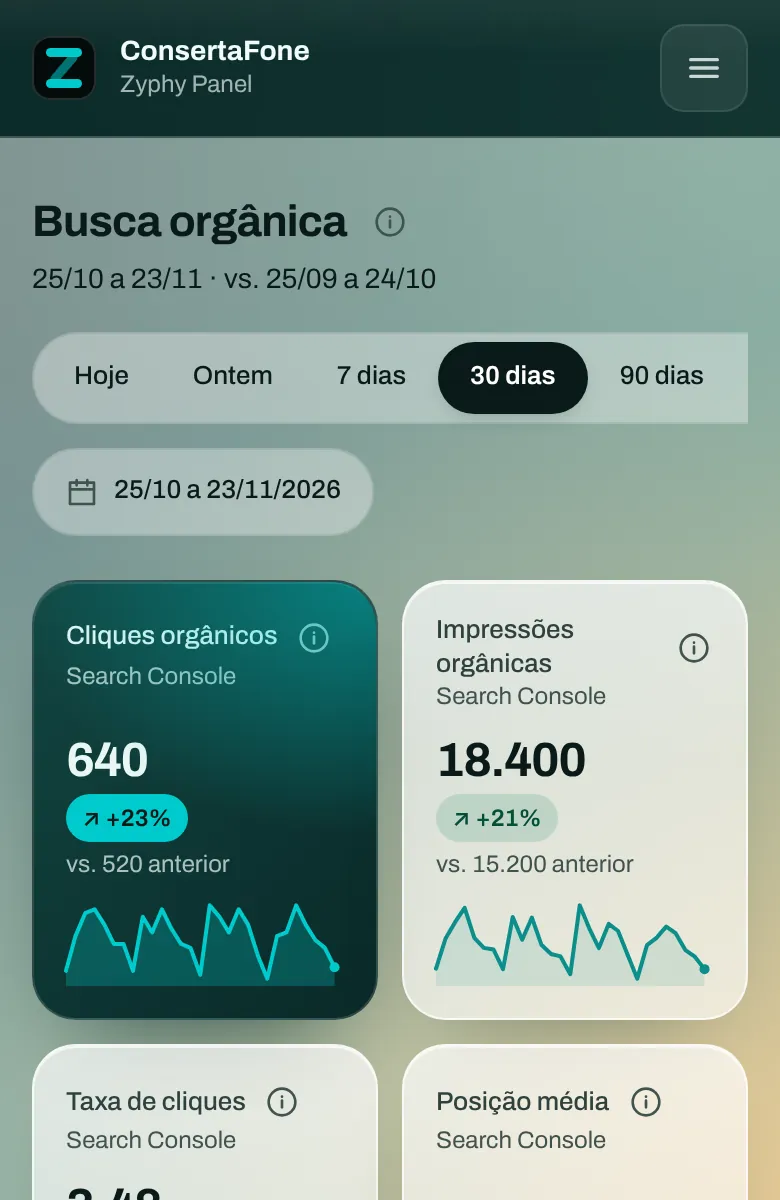 ConsertaFone
Zyphy Panel
Busca orgânica
25/10 a 23/11 · vs. 25/09 a 24/10
Hoje Ontem 7 dias 30 dias 90 dias
25/10 a 23/11/2026
Cliques orgânicos
Search Console
640
+23%
vs. 520 anterior
Impressões
orgânicas
Search Console
18.400
+21%
vs. 15.200 anterior
Taxa de cliques
Search Console
Posição média
Search Console